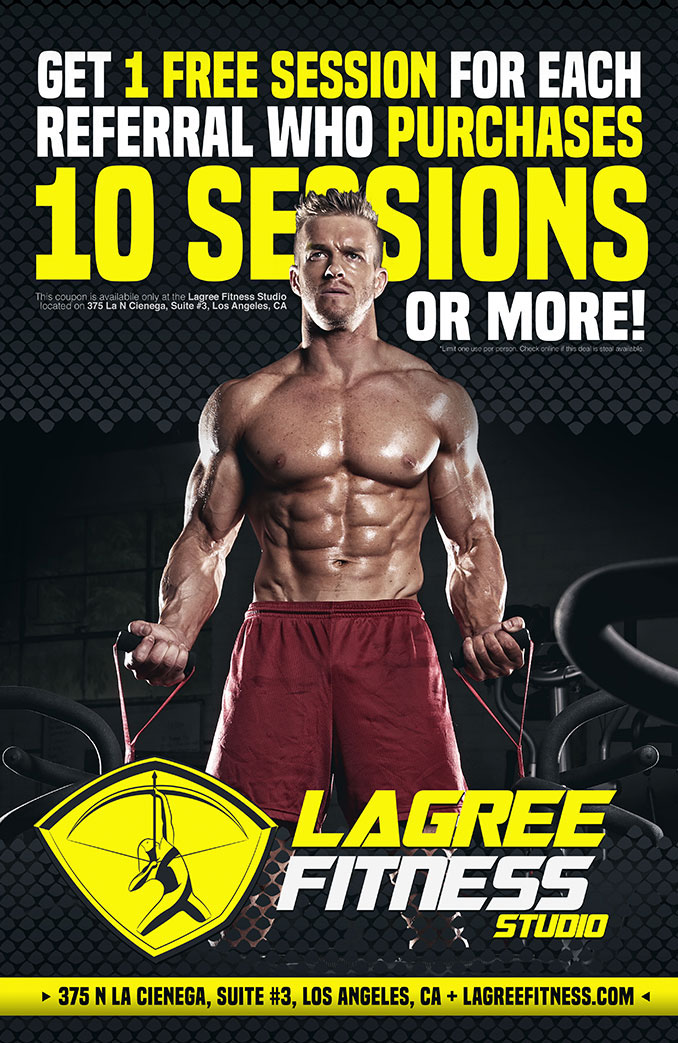 GET 1 FREE SESSION FOR EACH
REFERRAL WHO PURCHASES
10 SESSIONS
This coupon is available only at the Lagree Fitness Studio
located on 375 La N Cienega, Suite #3, Los Angeles, CA
OR MORE!
*Limit one use per person. Check online if this deal is steal available.
LAGREE
FITNESS
STUDIO
375 N LA CIENEGA, SUITE #3, LOS ANGELES, CA + LAGREEFITNESS.COM